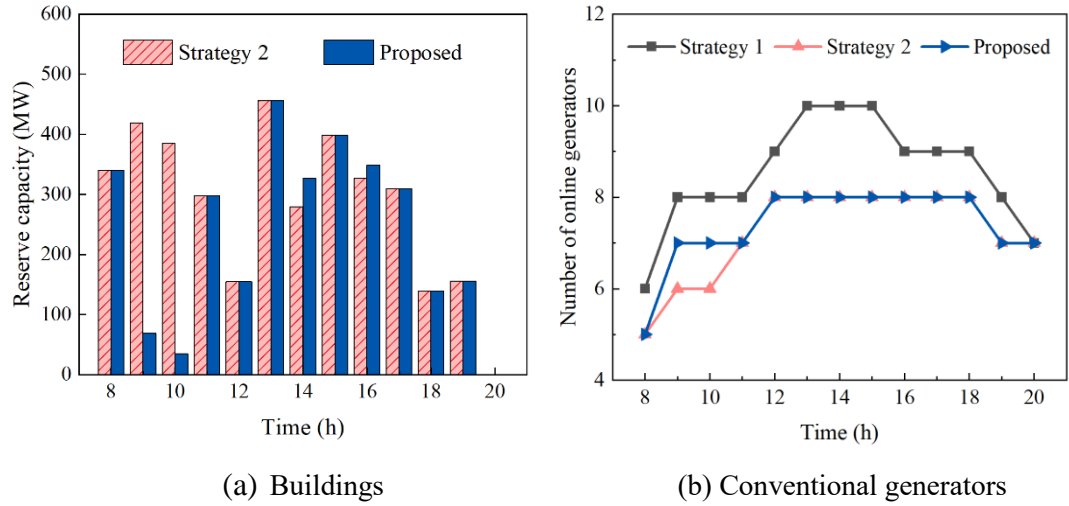 600
500
400
300
200
100
0
Reserve capacity (MW)
Strategy 2
Proposed
8
10
12
14
16
18
20
Time (h)
(a) Buildings
12
10
8
6
4
Number of online generators
Strategy 1
Strategy 2
Proposed
8
10
12
14
16
18
20
Time (h)
(b) Conventional generators